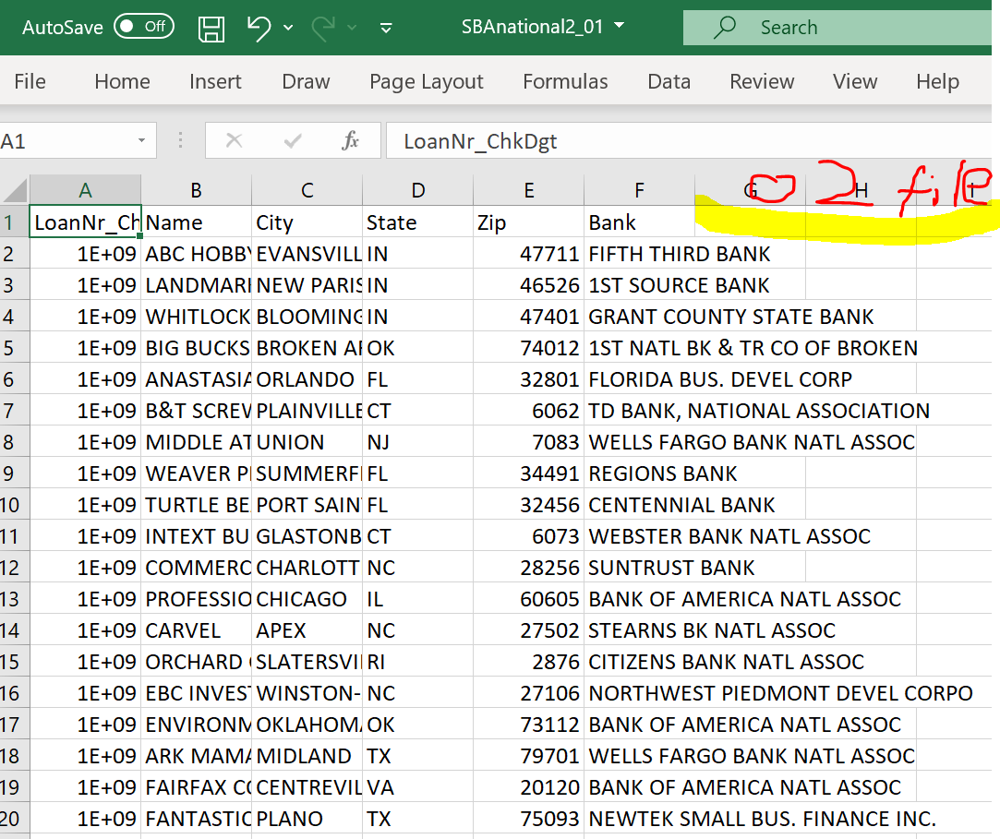 AutoSave Off SBAnational2_01 Search
File Home Insert Draw Page Layout Formulas Data Review View Help
A1 fx LoanNr_ChkDgt
A B C D E F G H I
02 file
1 LoanNr_Ch Name City State Zip Bank
2 1E+09 ABC HOBBY EVANSVILL IN 47711 FIFTH THIRD BANK
3 1E+09 LANDMARK NEW PARIS IN 46526 1ST SOURCE BANK
4 1E+09 WHITLOCK BLOOMING IN 47401 GRANT COUNTY STATE BANK
5 1E+09 BIG BUCKS BROKEN AR OK 74012 1ST NATL BK & TR CO OF BROKEN
6 1E+09 ANASTASIA ORLANDO FL 32801 FLORIDA BUS. DEVEL CORP
7 1E+09 B&T SCREW PLAINVILLE CT 6062 TD BANK, NATIONAL ASSOCIATION
8 1E+09 MIDDLE AT UNION NJ 7083 WELLS FARGO BANK NATL ASSOC
9 1E+09 WEAVER PR SUMMERFI FL 34491 REGIONS BANK
10 1E+09 TURTLE BE PORT SAIN FL 32456 CENTENNIAL BANK
11 1E+09 INTEXT BU GLASTONB CT 6073 WEBSTER BANK NATL ASSOC
12 1E+09 COMMERC CHARLOTT NC 28256 SUNTRUST BANK
13 1E+09 PROFESSIO CHICAGO IL 60605 BANK OF AMERICA NATL ASSOC
14 1E+09 CARVEL APEX NC 27502 STEARNS BK NATL ASSOC
15 1E+09 ORCHARD SLATERSVI RI 2876 CITIZENS BANK NATL ASSOC
16 1E+09 EBC INVEST WINSTON- NC 27106 NORTHWEST PIEDMONT DEVEL CORPO
17 1E+09 ENVIRONM OKLAHOMA OK 73112 BANK OF AMERICA NATL ASSOC
18 1E+09 ARK MAMA MIDLAND TX 79701 WELLS FARGO BANK NATL ASSOC
19 1E+09 FAIRFAX CO CENTREVIL VA 20120 BANK OF AMERICA NATL ASSOC
20 1E+09 FANTASTIC PLANO TX 75093 NEWTEK SMALL BUS. FINANCE INC.